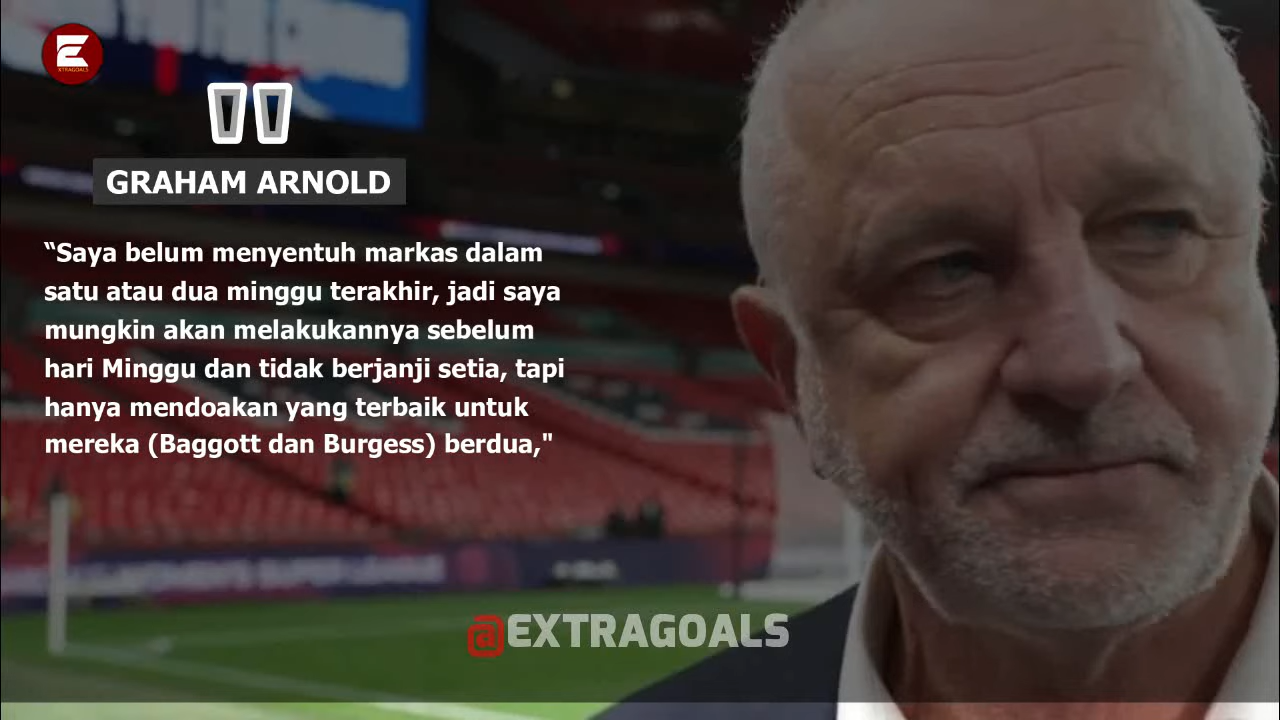 E
EXTRAGOALS
GRAHAM ARNOLD
“Saya belum menyentuh markas dalam
satu atau dua minggu terakhir, jadi saya
mungkin akan melakukannya sebelum
hari Minggu dan tidak berjanji setia, tapi
hanya mendoakan yang terbaik untuk
mereka (Baggott dan Burgess) berdua,"
@EXTRAGOALS